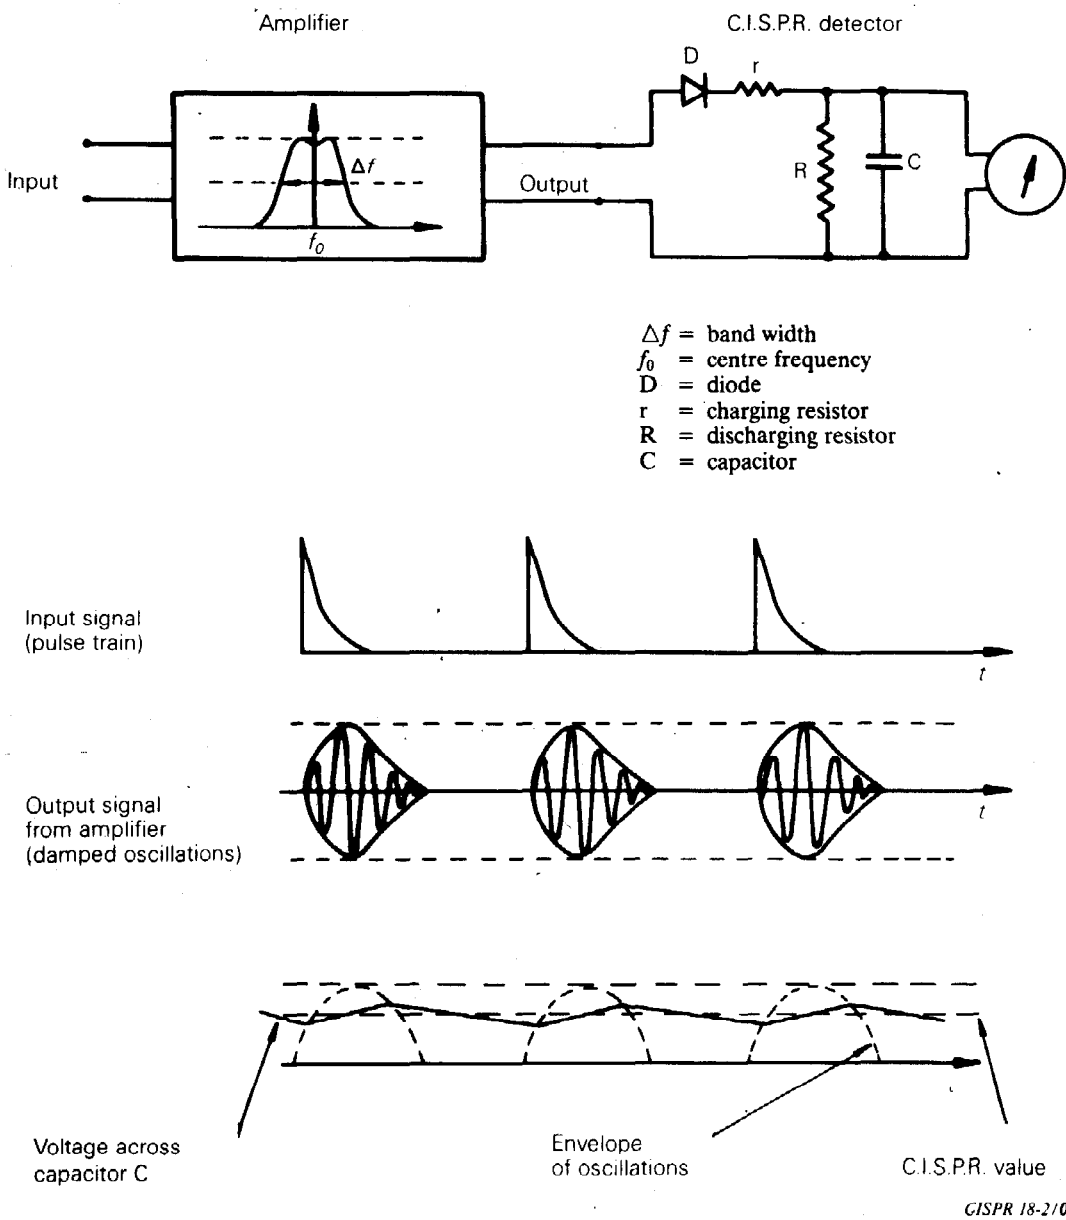 Amplifier
C.I.S.P.R. detector
D
r
Δf
Input
Output
R
C
f₀
Δf = band width
f₀ = centre frequency
D = diode
r = charging resistor
R = discharging resistor
C = capacitor
Input signal
(pulse train)
t
Output signal
from amplifier
(damped oscillations)
t
Voltage across
capacitor C
Envelope
of oscillations
C.I.S.P.R. value